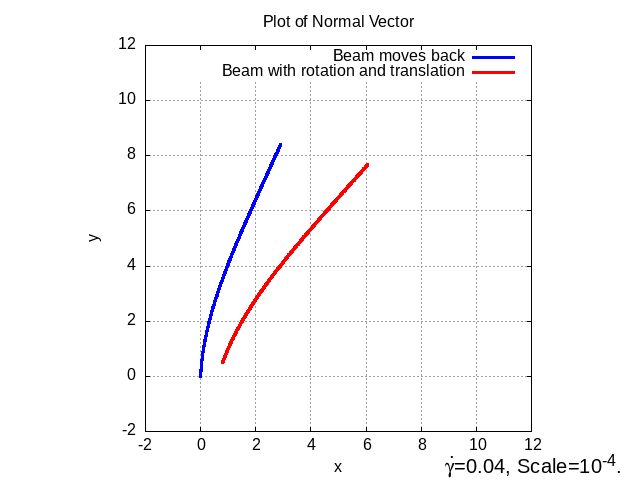 Plot of Normal Vector
Beam moves back
Beam with rotation and translation
12
10
8
6
4
2
0
-2
y
-2 0 2 4 6 8 10 12
x
γ̇=0.04, Scale=10⁻⁴.